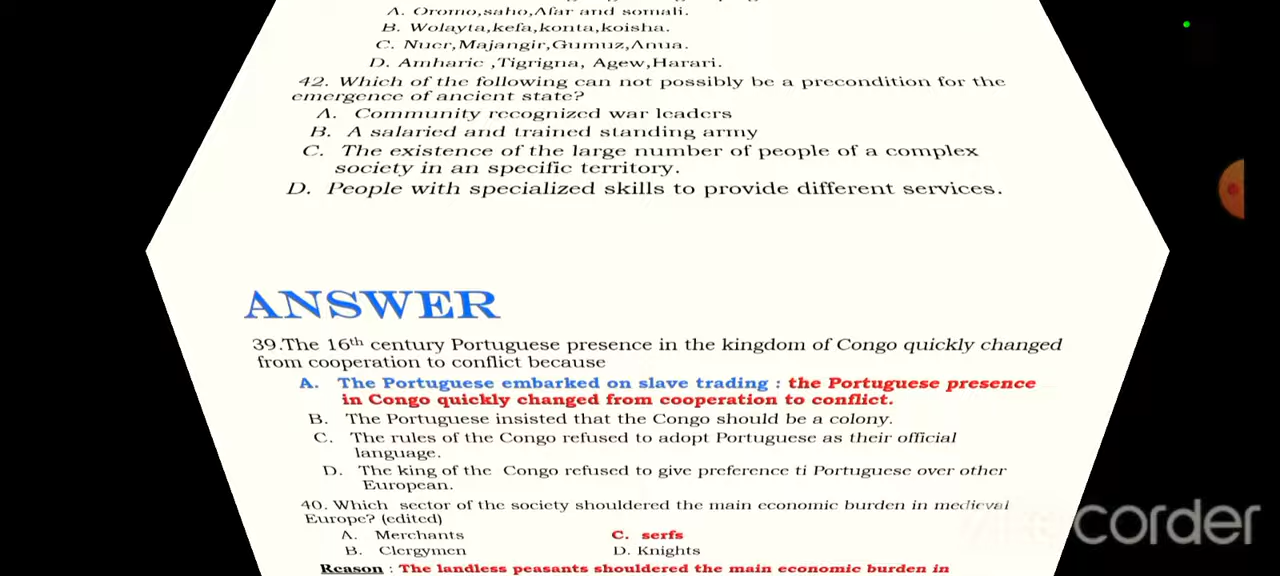 A. Oromo,saho,Afar and somali.
B. Wolayta,kefa,konta,koisha.
C. Nuer,Majangir,Gumuz,Anua.
D. Amharic ,Tigrigna, Agew,Harari.
42. Which of the following can not possibly be a precondition for the
emergence of ancient state?
A. Community recognized war leaders
B. A salaried and trained standing army
C. The existence of the large number of people of a complex
society in an specific territory.
D. People with specialized skills to provide different services.
ANSWER
39.The 16th century Portuguese presence in the kingdom of Congo quickly changed
from cooperation to conflict because
A. The Portuguese embarked on slave trading : the Portuguese presence
in Congo quickly changed from cooperation to conflict.
B. The Portuguese insisted that the Congo should be a colony.
C. The rules of the Congo refused to adopt Portuguese as their official
language.
D. The king of the Congo refused to give preference ti Portuguese over other
European.
40. Which sector of the society shouldered the main economic burden in medieval
Europe? (edited)
A. Merchants C. serfs
B. Clergymen D. Knights
Reason : The landless peasants shouldered the main economic burden in
corder